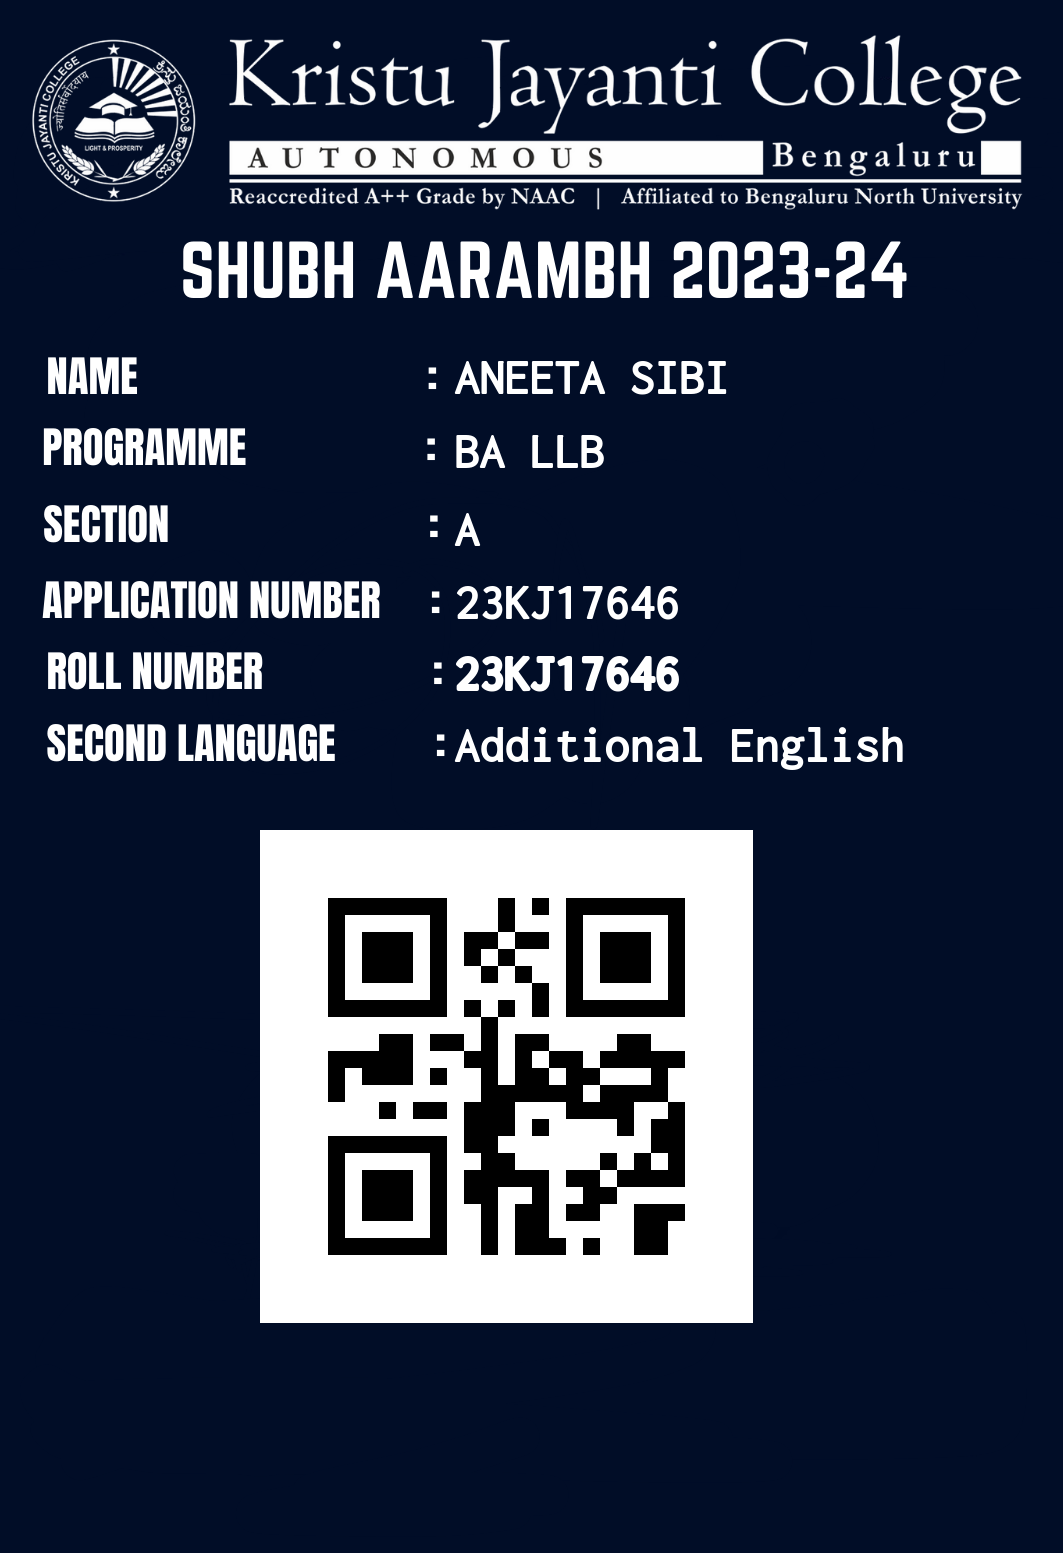 KRISTU JAYANTI COLLEGE
ಕ್ರಿಸ್ತು ಜಯಂತಿ ಕಾಲೇಜು
LIGHT & PROSPERITY
Kristu Jayanti College
AUTONOMOUS Bengaluru
Reaccredited A++ Grade by NAAC | Affiliated to Bengaluru North University
SHUBH AARAMBH 2023-24
NAME : ANEETA SIBI
PROGRAMME : BA LLB
SECTION : A
APPLICATION NUMBER : 23KJ17646
ROLL NUMBER : 23KJ17646
SECOND LANGUAGE : Additional English